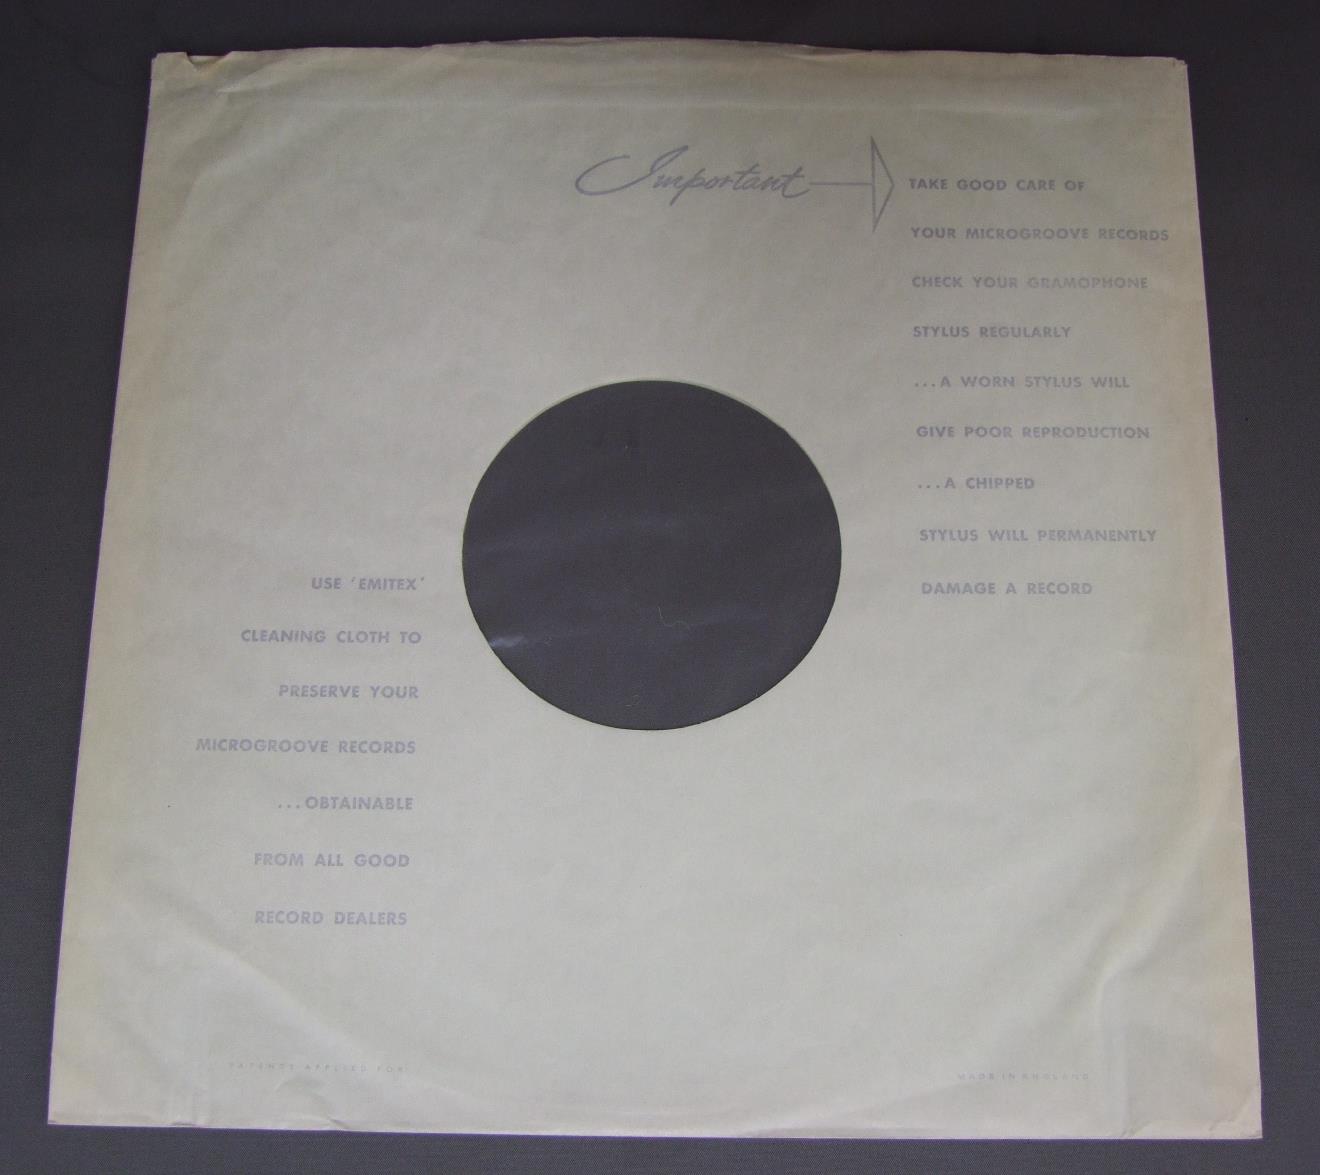 Important
TAKE GOOD CARE OF
YOUR MICROGROOVE RECORDS
CHECK YOUR GRAMOPHONE
STYLUS REGULARLY
...A WORN STYLUS WILL
GIVE POOR REPRODUCTION
...A CHIPPED
STYLUS WILL PERMANENTLY
DAMAGE A RECORD
USE 'EMITEX'
CLEANING CLOTH TO
PRESERVE YOUR
MICROGROOVE RECORDS
...OBTAINABLE
FROM ALL GOOD
RECORD DEALERS
PATENTS APPLIED FOR
MADE IN ENGLAND